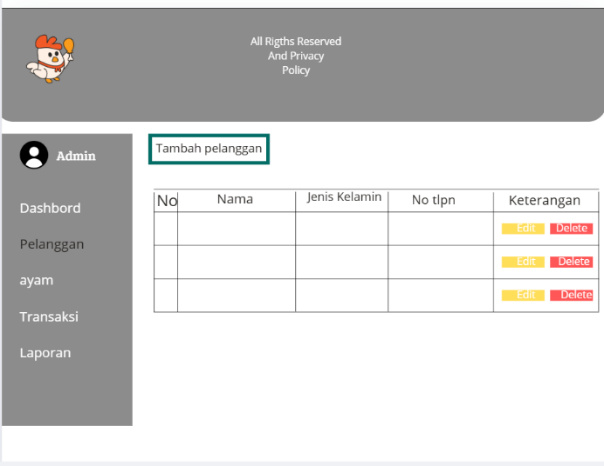 All Rigths Reserved
And Privacy
Policy
Admin
Dashbord
Pelanggan
ayam
Transaksi
Laporan
Tambah pelanggan
No Nama Jenis Kelamin No tlpn Keterangan
Edit Delete
Edit Delete
Edit Delete